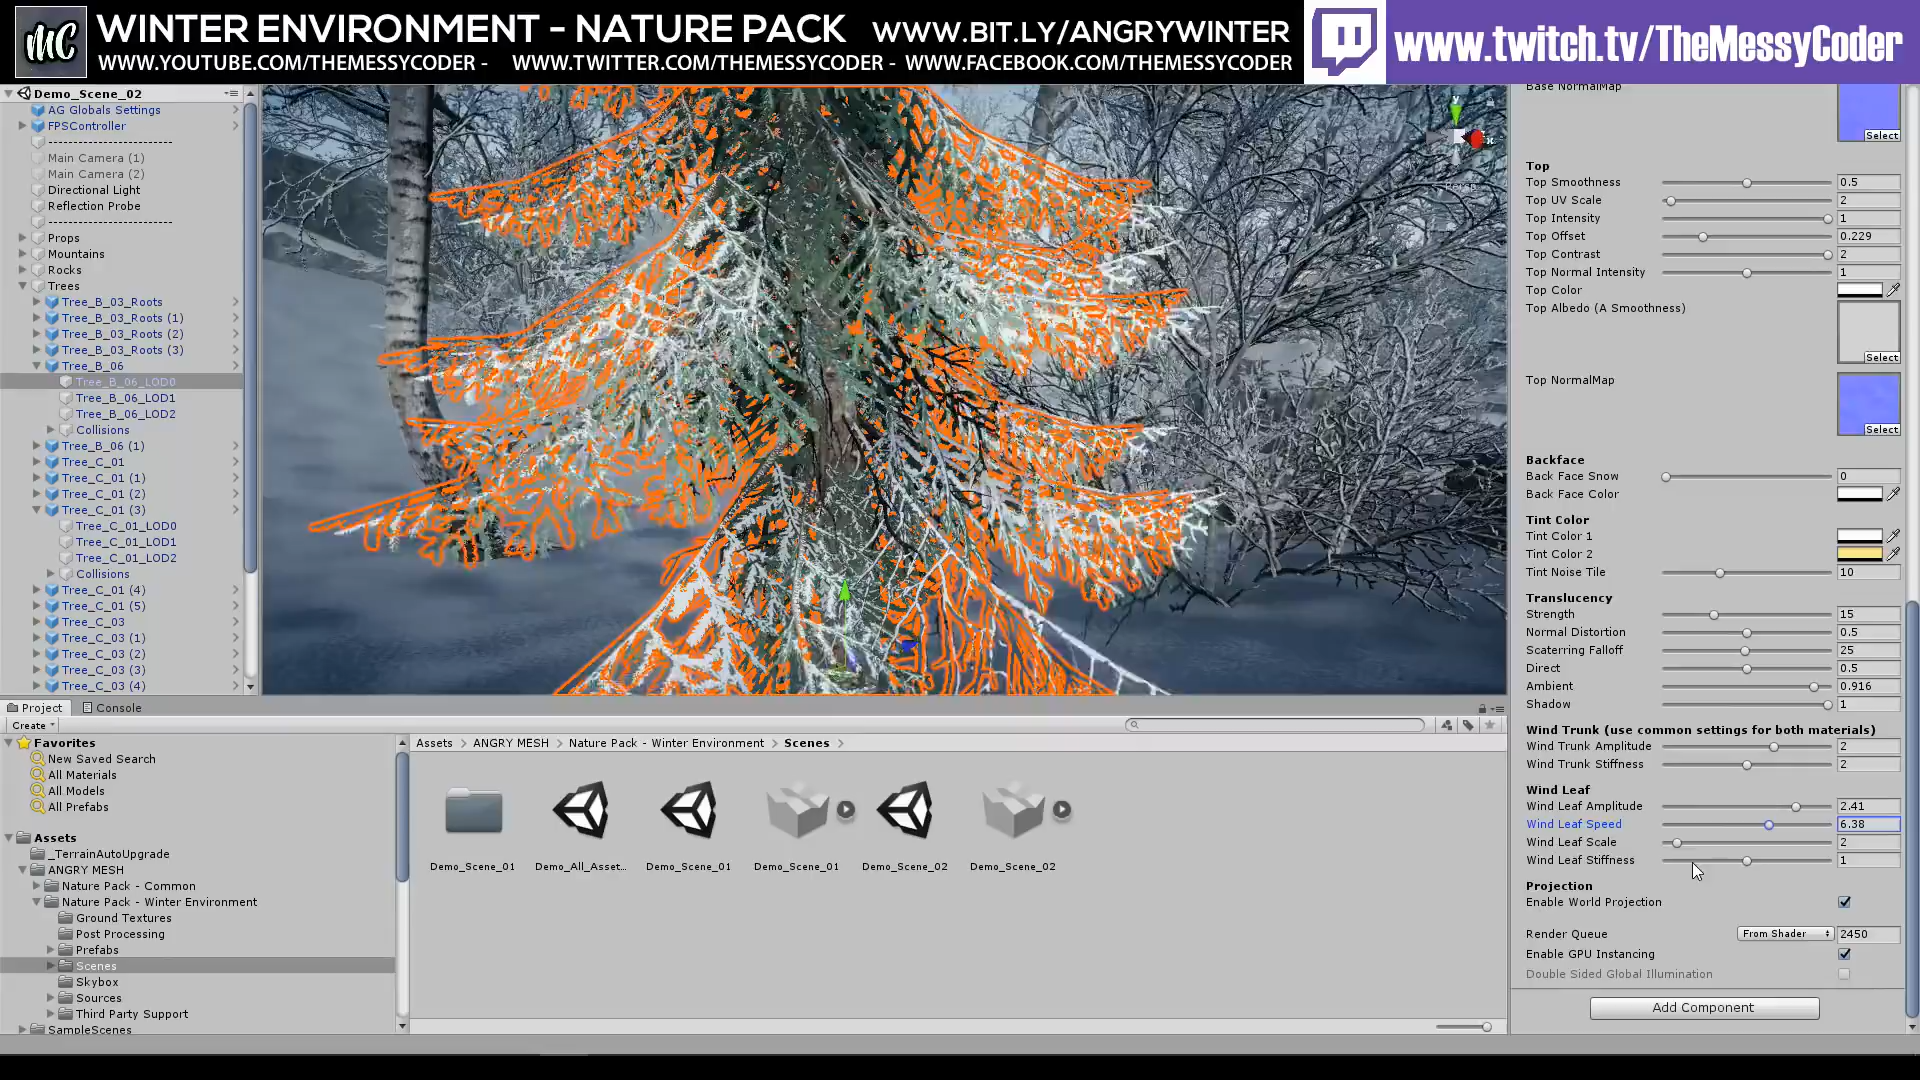 MC
WINTER ENVIRONMENT - NATURE PACK
WWW.BIT.LY/ANGRYWINTER
WWW.YOUTUBE.COM/THEMESSYCODER - WWW.TWITTER.COM/THEMESSYCODER - WWW.FACEBOOK.COM/THEMESSYCODER
www.twitch.tv/TheMessyCoder
Demo_Scene_02
AG Globals Settings
FPSController
-------------------------
Main Camera (1)
Main Camera (2)
Directional Light
Reflection Probe
-------------------------
Props
Mountains
Rocks
Trees
Tree_B_03_Roots
Tree_B_03_Roots (1)
Tree_B_03_Roots (2)
Tree_B_03_Roots (3)
Tree_B_06
Tree_B_06_LOD0
Tree_B_06_LOD1
Tree_B_06_LOD2
Collisions
Tree_B_06 (1)
Tree_C_01
Tree_C_01 (1)
Tree_C_01 (2)
Tree_C_01 (3)
Tree_C_01_LOD0
Tree_C_01_LOD1
Tree_C_01_LOD2
Collisions
Tree_C_01 (4)
Tree_C_01 (5)
Tree_C_03
Tree_C_03 (1)
Tree_C_03 (2)
Tree_C_03 (3)
Tree_C_03 (4)
y
x
Persp
Base NormalMap
Select
Top
Top Smoothness 0.5
Top UV Scale 2
Top Intensity 1
Top Offset 0.229
Top Contrast 2
Top Normal Intensity 1
Top Color
Top Albedo (A Smoothness)
Select
Top NormalMap
Select
Backface
Back Face Snow 0
Back Face Color
Tint Color
Tint Color 1
Tint Color 2
Tint Noise Tile 10
Translucency
Strength 15
Normal Distortion 0.5
Scaterring Falloff 25
Direct 0.5
Ambient 0.916
Shadow 1
Wind Trunk (use common settings for both materials)
Wind Trunk Amplitude 2
Wind Trunk Stiffness 2
Wind Leaf
Wind Leaf Amplitude 2.41
Wind Leaf Speed 6.38
Wind Leaf Scale 2
Wind Leaf Stiffness 1
Projection
Enable World Projection
Render Queue From Shader 2450
Enable GPU Instancing
Double Sided Global Illumination
Add Component
Project Console
Create
Favorites
New Saved Search
All Materials
All Models
All Prefabs
Assets
_TerrainAutoUpgrade
ANGRY MESH
Nature Pack - Common
Nature Pack - Winter Environment
Ground Textures
Post Processing
Prefabs
Scenes
Skybox
Sources
Third Party Support
SampleScenes
Assets ANGRY MESH Nature Pack - Winter Environment Scenes
Demo_Scene_01 Demo_All_Asset... Demo_Scene_01 Demo_Scene_01 Demo_Scene_02 Demo_Scene_02